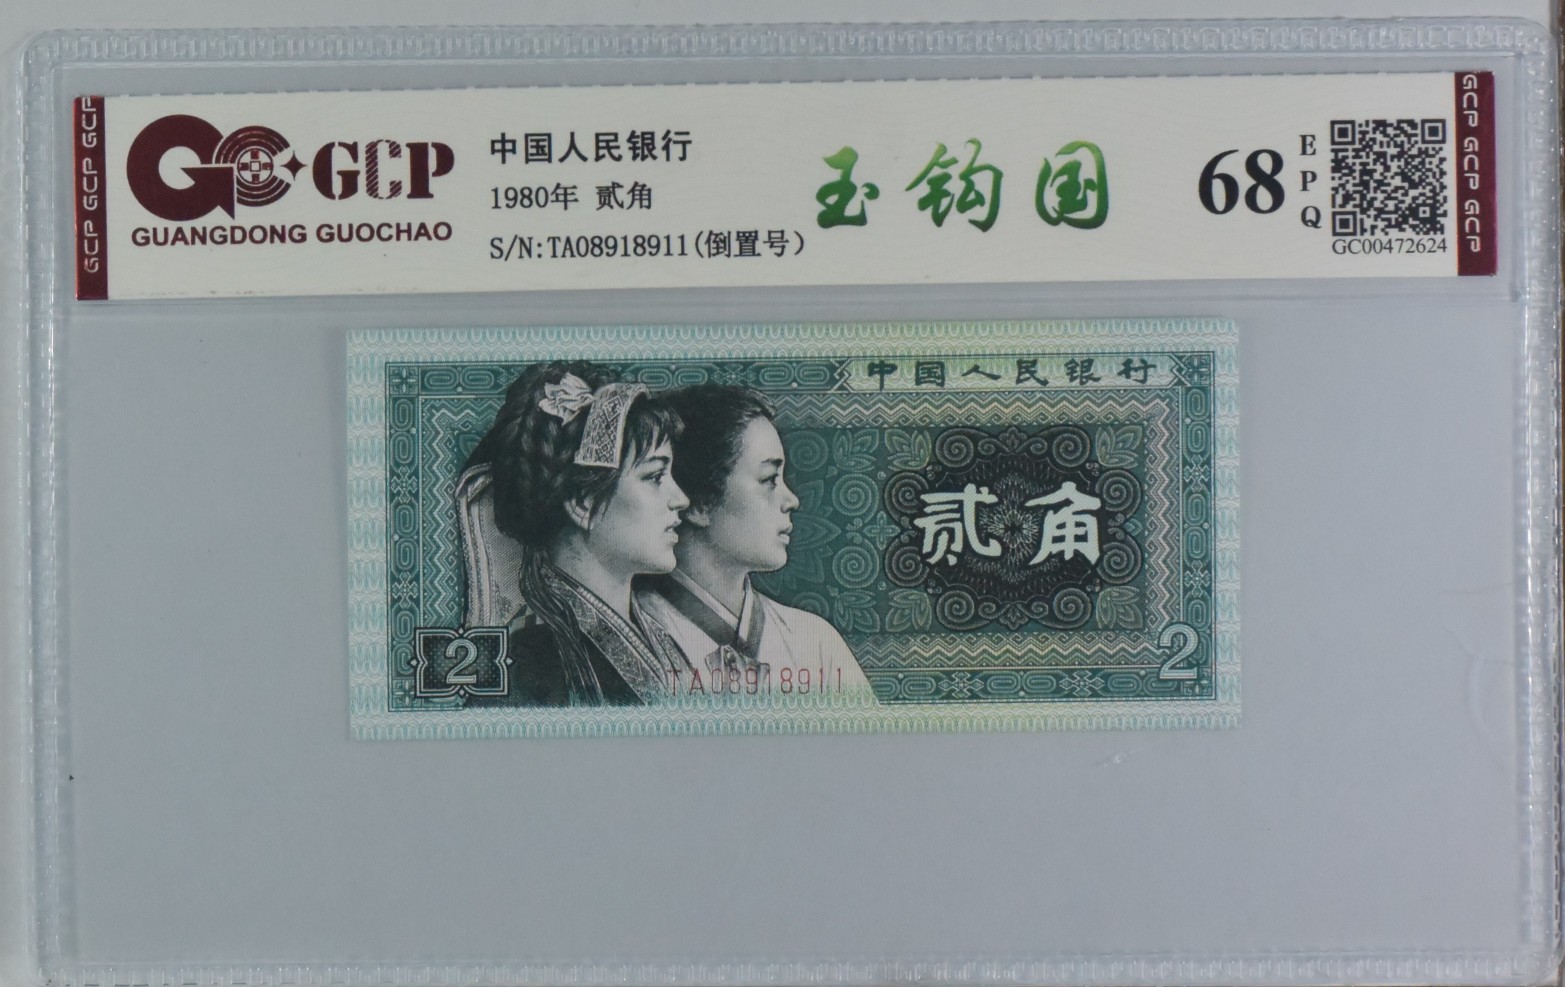 GCP GCP GCP
GCP
GUANGDONG GUOCHAO
中国人民银行
1980年 贰角
S/N:TA08918911(倒置号)
玉钩国
68
EPQ
GC00472624
GCP GCP GCP
中国人民银行
贰角
2
TA08918911
2